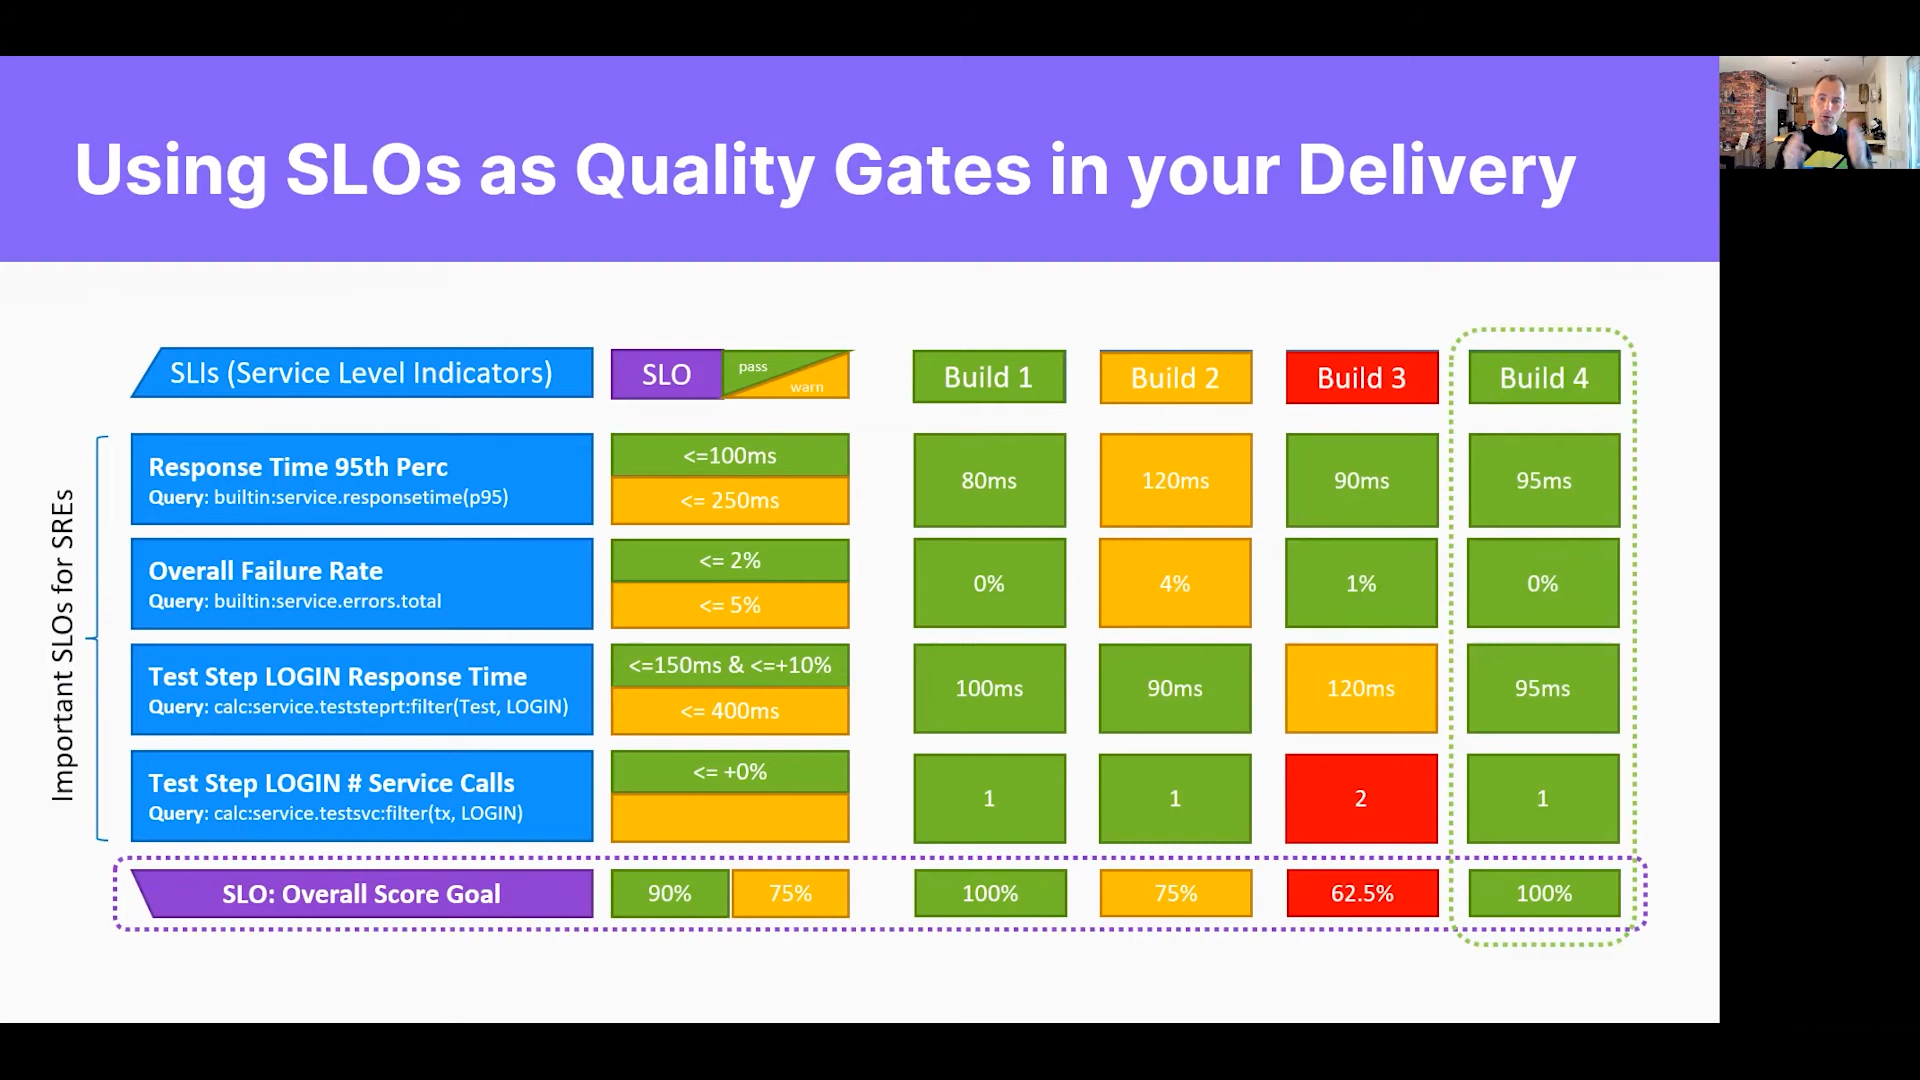 Using SLOs as Quality Gates in your Delivery
SLIs (Service Level Indicators)
SLO
pass
warn
Build 1
Build 2
Build 3
Build 4
Important SLOs for SREs
Response Time 95th Perc
Query: builtin:service.responsetime(p95)
<=100ms
<= 250ms
80ms
120ms
90ms
95ms
Overall Failure Rate
Query: builtin:service.errors.total
<= 2%
<= 5%
0%
4%
1%
0%
Test Step LOGIN Response Time
Query: calc:service.teststeprt:filter(Test, LOGIN)
<=150ms & <=+10%
<= 400ms
100ms
90ms
120ms
95ms
Test Step LOGIN # Service Calls
Query: calc:service.testsvc:filter(tx, LOGIN)
<= +0%
1
1
2
1
SLO: Overall Score Goal
90%
75%
100%
75%
62.5%
100%